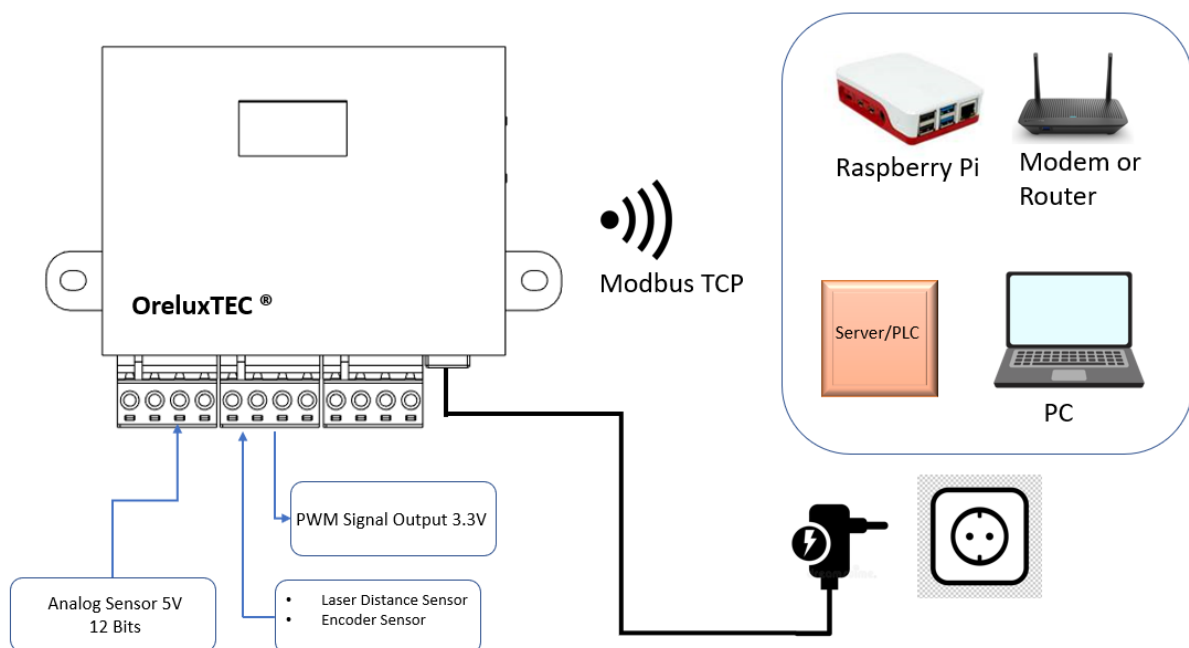 Raspberry Pi
Modem or
Router
Modbus TCP
OreluxTEC ®
Server/PLC
PC
PWM Signal Output 3.3V
Analog Sensor 5V
12 Bits
• Laser Distance Sensor
• Encoder Sensor